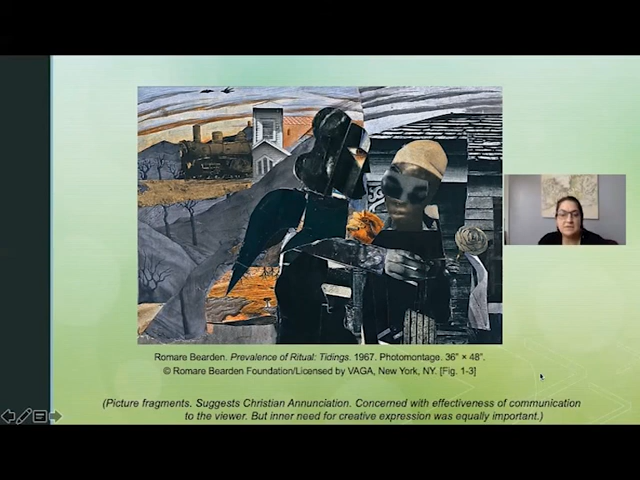 Romare Bearden. Prevalence of Ritual: Tidings. 1967. Photomontage. 36" × 48".
© Romare Bearden Foundation/Licensed by VAGA, New York, NY. [Fig. 1-3]
(Picture fragments. Suggests Christian Annunciation. Concerned with effectiveness of communication
to the viewer. But inner need for creative expression was equally important.)